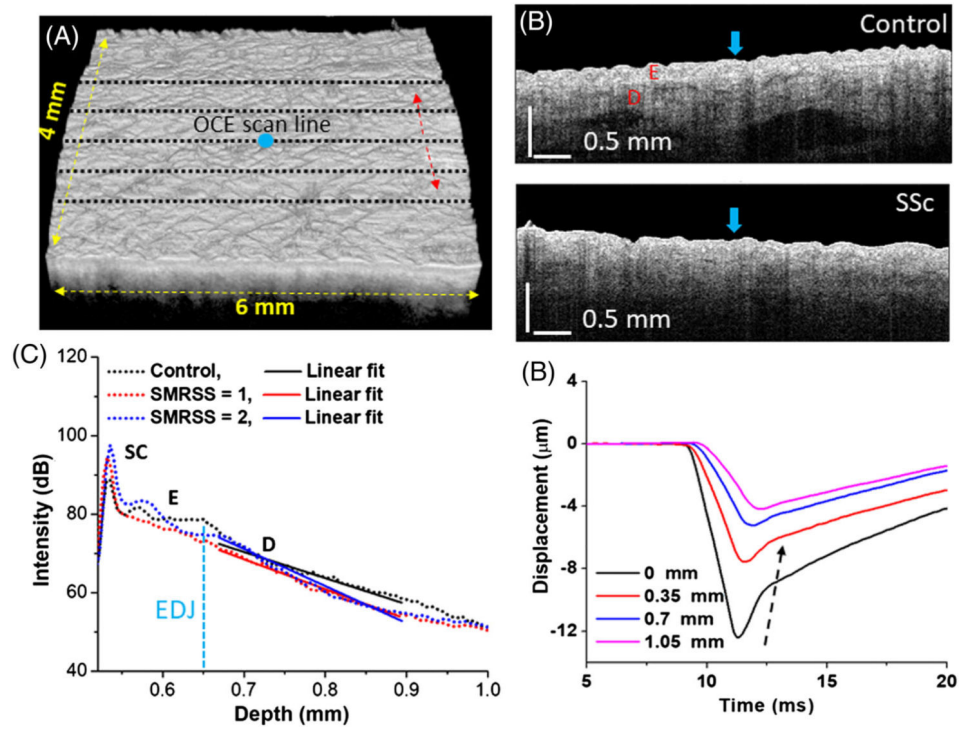 (A)
4 mm
OCE scan line
6 mm
(B)
Control
E
D
0.5 mm
SSc
0.5 mm
(C)
120
100
80
60
40
Intensity (dB)
Control, Linear fit
SMRSS = 1, Linear fit
SMRSS = 2, Linear fit
SC
E
D
EDJ
0.6 0.7 0.8 0.9 1.0
Depth (mm)
(B)
4
0
-4
-8
-12
Displacement (μm)
0 mm
0.35 mm
0.7 mm
1.05 mm
5 10 15 20
Time (ms)